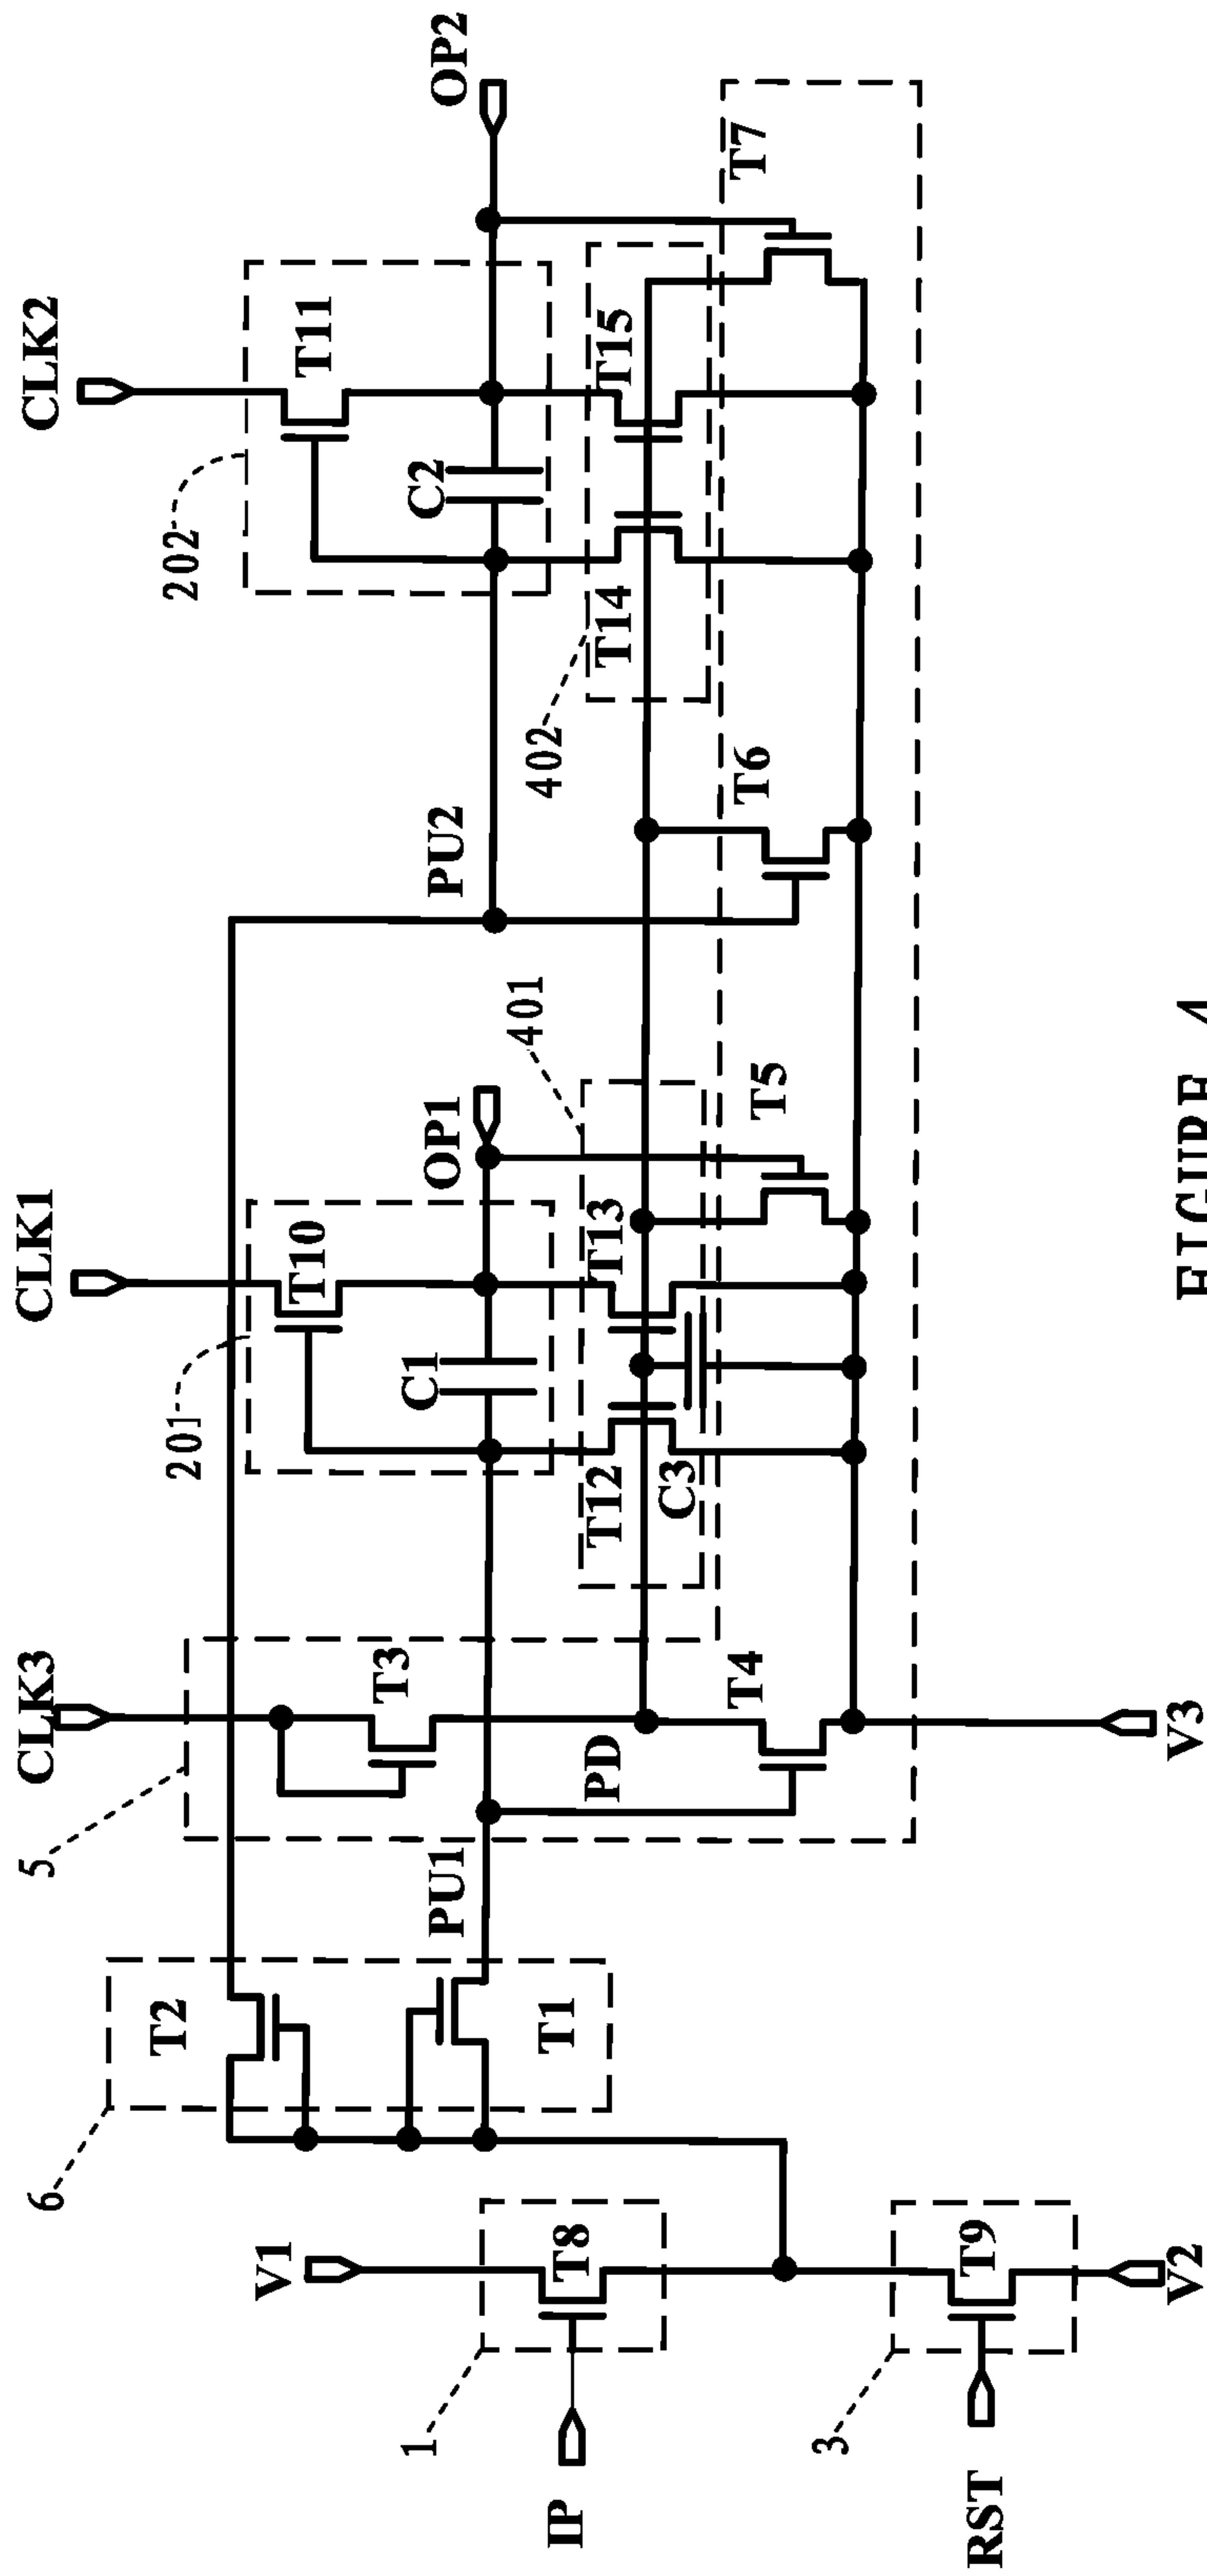 CLK3
CLK1
CLK2
5
201
202
6
T2
T3
T10
T11
V1
PU1
C1
OP1
PU2
C2
OP2
1
T8
T1
PD
T12
T13
401
402
T14
T15
IP
C3
3
T9
T4
T5
T6
T7
RST
V2
V3
FIGURE 4